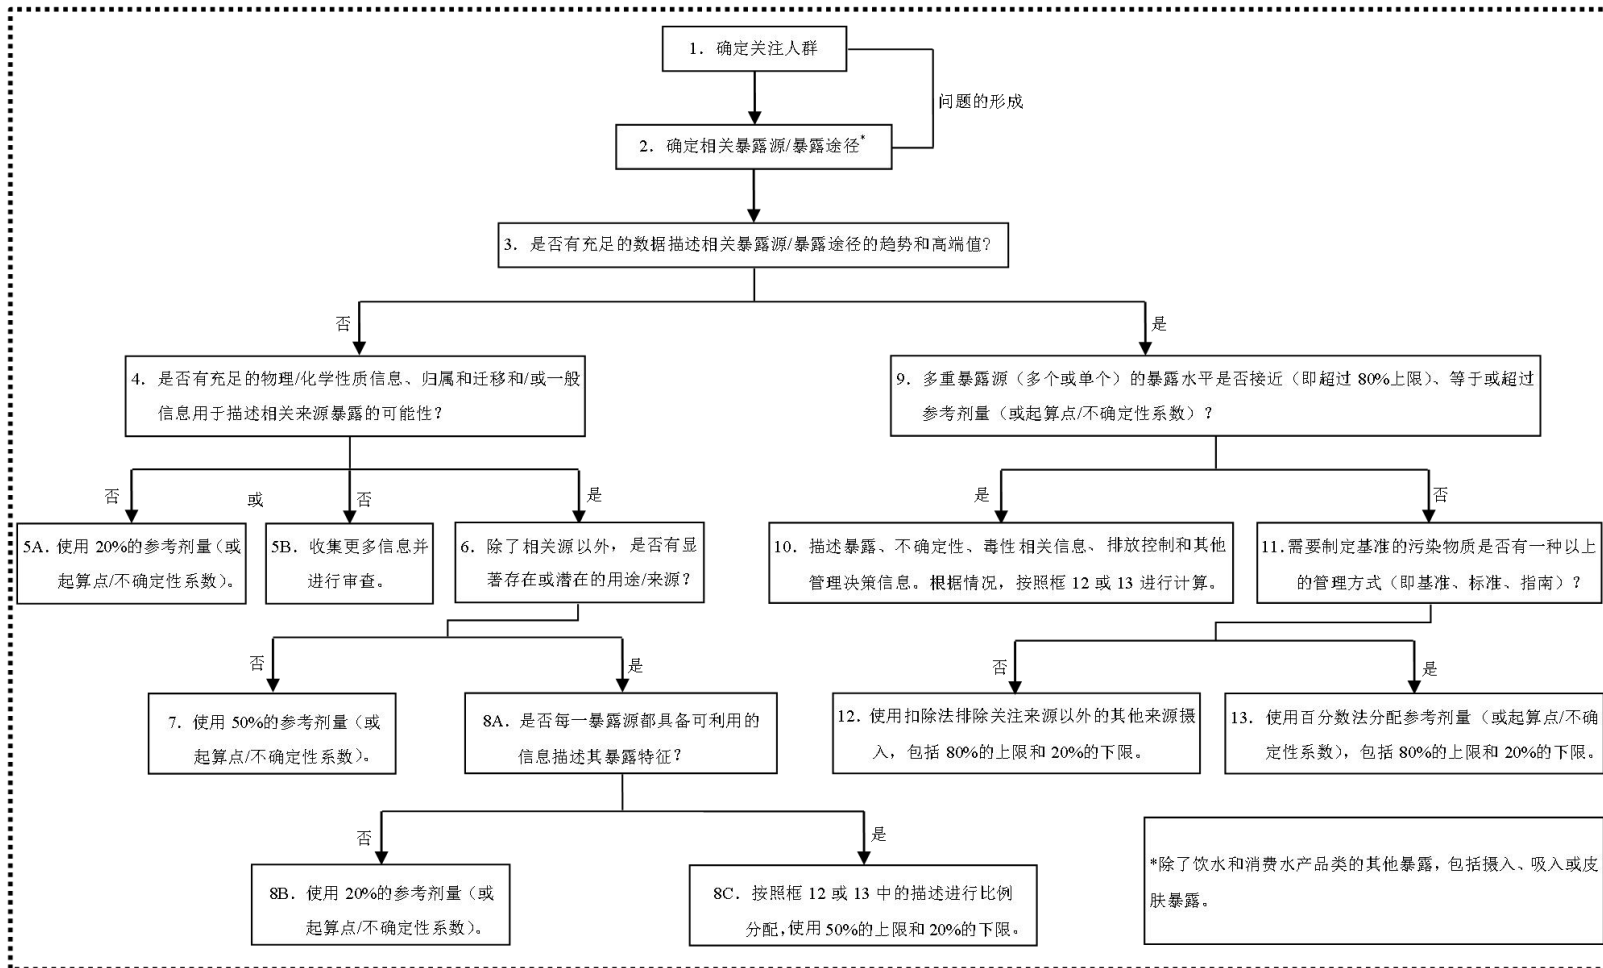 1. 确定关注人群
问题的形成
2. 确定相关暴露源/暴露途径*
3. 是否有充足的数据描述相关暴露源/暴露途径的趋势和高端值?
否
是
4. 是否有充足的物理/化学性质信息、归属和迁移和/或一般
信息用于描述相关来源暴露的可能性?
9. 多重暴露源(多个或单个)的暴露水平是否接近(即超过 80%上限)、等于或超过
参考剂量(或起算点/不确定性系数)?
否
或
否
是
是
否
5A. 使用 20%的参考剂量(或
起算点/不确定性系数)。
5B. 收集更多信息并
进行审查。
6. 除了相关源以外,是否有显
著存在或潜在的用途/来源?
10. 描述暴露、不确定性、毒性相关信息、排放控制和其他
管理决策信息。根据情况,按照框 12 或 13 进行计算。
11. 需要制定基准的污染物质是否有一种以上
的管理方式(即基准、标准、指南)?
否
是
否
是
7. 使用 50%的参考剂量(或
起算点/不确定性系数)。
8A. 是否每一暴露源都具备可利用的
信息描述其暴露特征?
12. 使用扣除法排除关注来源以外的其他来源摄
入,包括 80%的上限和 20%的下限。
13. 使用百分数法分配参考剂量(或起算点/不确
定性系数),包括 80%的上限和 20%的下限。
否
是
8B. 使用 20%的参考剂量(或
起算点/不确定性系数)。
8C. 按照框 12 或 13 中的描述进行比例
分配,使用 50%的上限和 20%的下限。
*除了饮水和消费水产品类的其他暴露,包括摄入、吸入或皮
肤暴露。